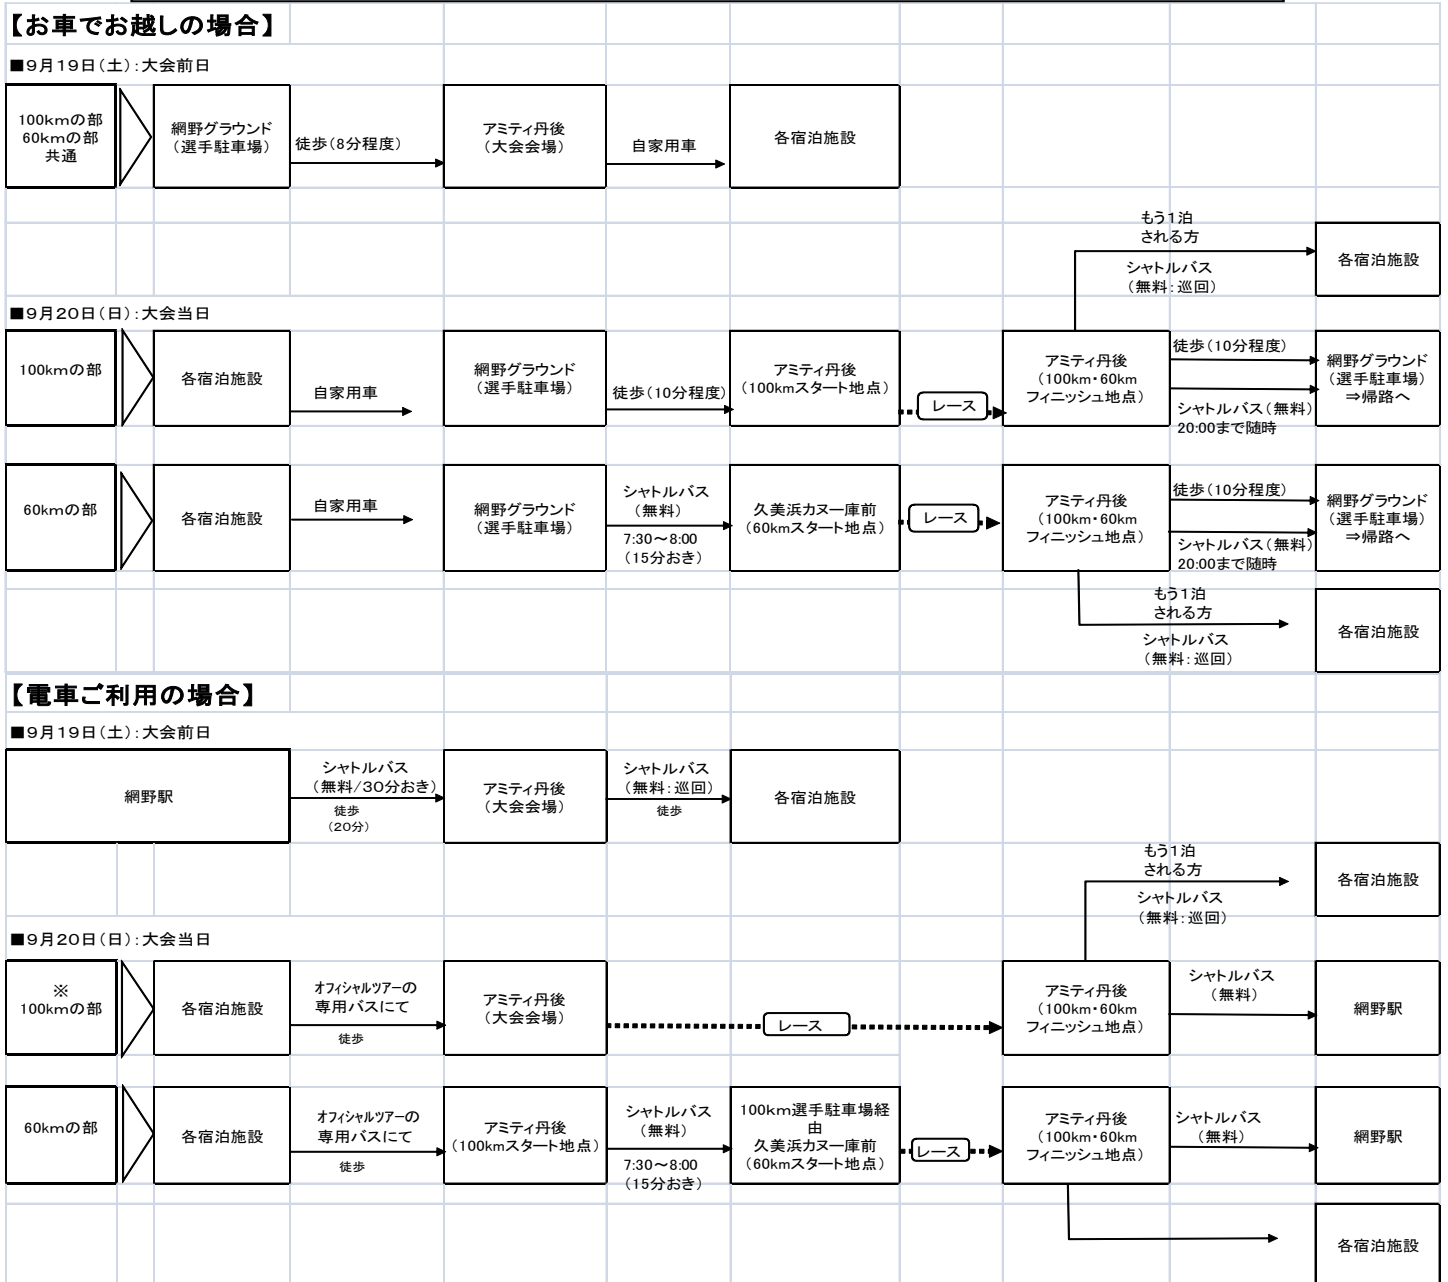 【お車でお越しの場合】
■9月19日(土):大会前日
100kmの部
60kmの部
共通
網野グラウンド
(選手駐車場)
徒歩(8分程度)
アミティ丹後
(大会会場)
自家用車
各宿泊施設
もう1泊
される方
シャトルバス
(無料:巡回)
各宿泊施設
■9月20日(日):大会当日
100kmの部
各宿泊施設
自家用車
網野グラウンド
(選手駐車場)
徒歩(10分程度)
アミティ丹後
(100kmスタート地点)
レース
アミティ丹後
(100km・60km
フィニッシュ地点)
徒歩(10分程度)
シャトルバス(無料)
20:00まで随時
網野グラウンド
(選手駐車場)
⇒帰路へ
60kmの部
各宿泊施設
自家用車
網野グラウンド
(選手駐車場)
シャトルバス
(無料)
7:30～8:00
(15分おき)
久美浜カヌー庫前
(60kmスタート地点)
レース
アミティ丹後
(100km・60km
フィニッシュ地点)
徒歩(10分程度)
シャトルバス(無料)
20:00まで随時
網野グラウンド
(選手駐車場)
⇒帰路へ
もう1泊
される方
シャトルバス
(無料:巡回)
各宿泊施設
【電車ご利用の場合】
■9月19日(土):大会前日
網野駅
シャトルバス
(無料/30分おき)
徒歩
(20分)
アミティ丹後
(大会会場)
シャトルバス
(無料:巡回)
徒歩
各宿泊施設
もう1泊
される方
シャトルバス
(無料:巡回)
各宿泊施設
■9月20日(日):大会当日
※
100kmの部
各宿泊施設
オフィシャルツアーの
専用バスにて
徒歩
アミティ丹後
(大会会場)
レース
アミティ丹後
(100km・60km
フィニッシュ地点)
シャトルバス
(無料)
網野駅
60kmの部
各宿泊施設
オフィシャルツアーの
専用バスにて
徒歩
アミティ丹後
(100kmスタート地点)
シャトルバス
(無料)
7:30～8:00
(15分おき)
100km選手駐車場経
由
久美浜カヌー庫前
(60kmスタート地点)
レース
アミティ丹後
(100km・60km
フィニッシュ地点)
シャトルバス
(無料)
網野駅
各宿泊施設